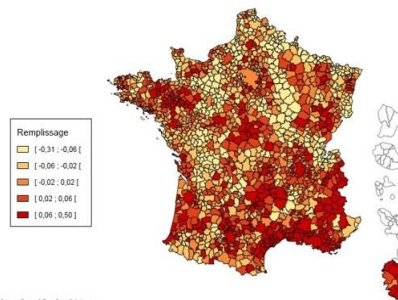 Remplissage
[ -0,31 ; -0,06 [
[ -0,06 ; -0,02 [
[ -0,02 ; 0,02 [
[ 0,02 ; 0,06 [
[ 0,06 ; 0,50 [